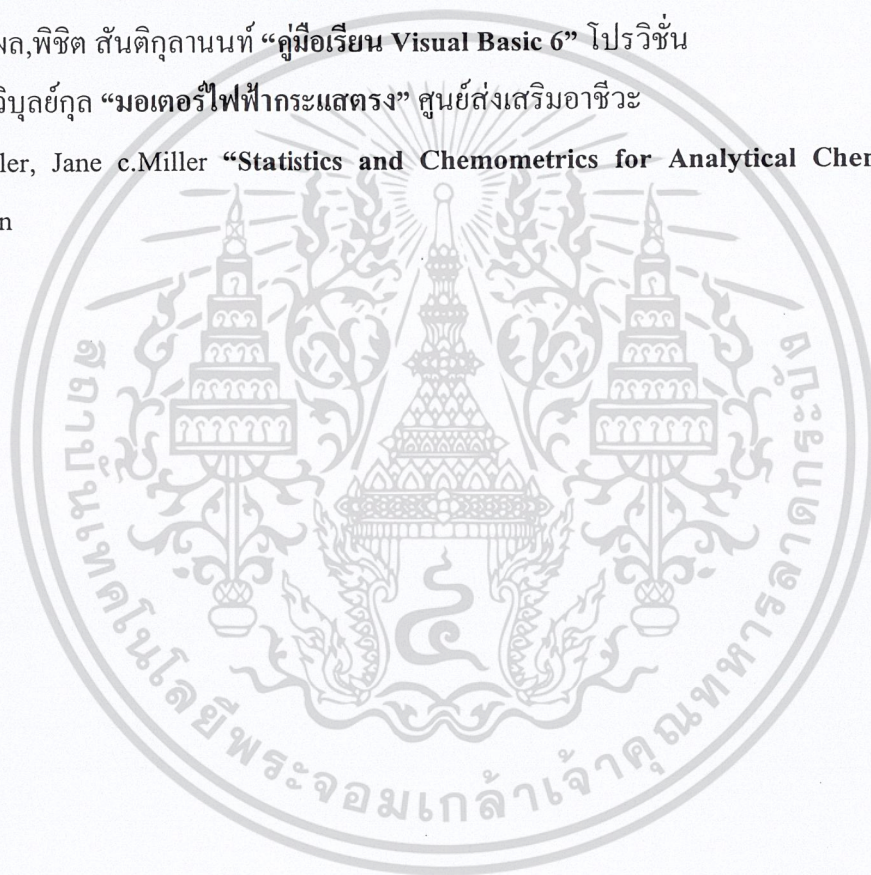 ผล,พิชิต สันติกุลานนท์ “คู่มือเรียน Visual Basic 6” โปรวิชั่น
วิบุลย์กุล “มอเตอร์ไฟฟ้ากระแสตรง” ศูนย์ส่งเสริมอาชีวะ
ler, Jane c.Miller “Statistics and Chemometrics for Analytical Cher
n
สถาบันเทคโนโลยีพระจอมเกล้าเจ้าคุณทหารลาดกระบัง